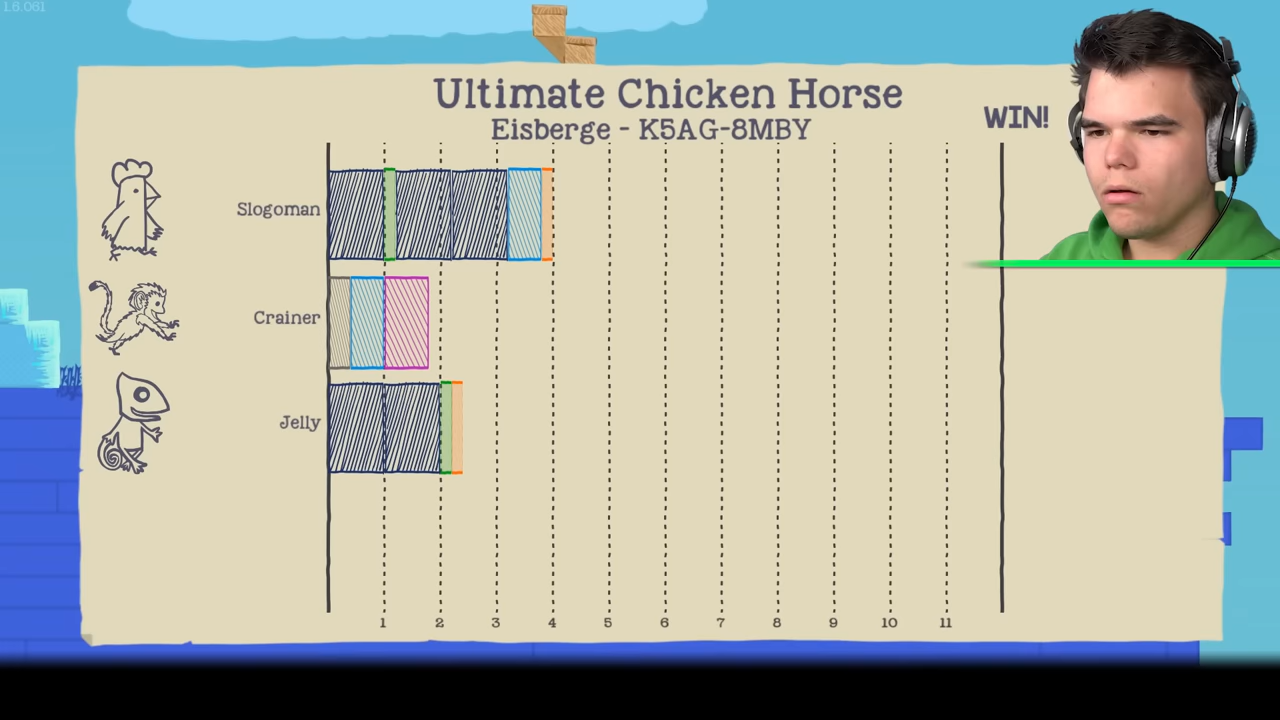 1.6.061
Ultimate Chicken Horse
Eisberge - K5AG-8MBY
WIN!
Slogoman
Crainer
Jelly
1 2 3 4 5 6 7 8 9 10 11